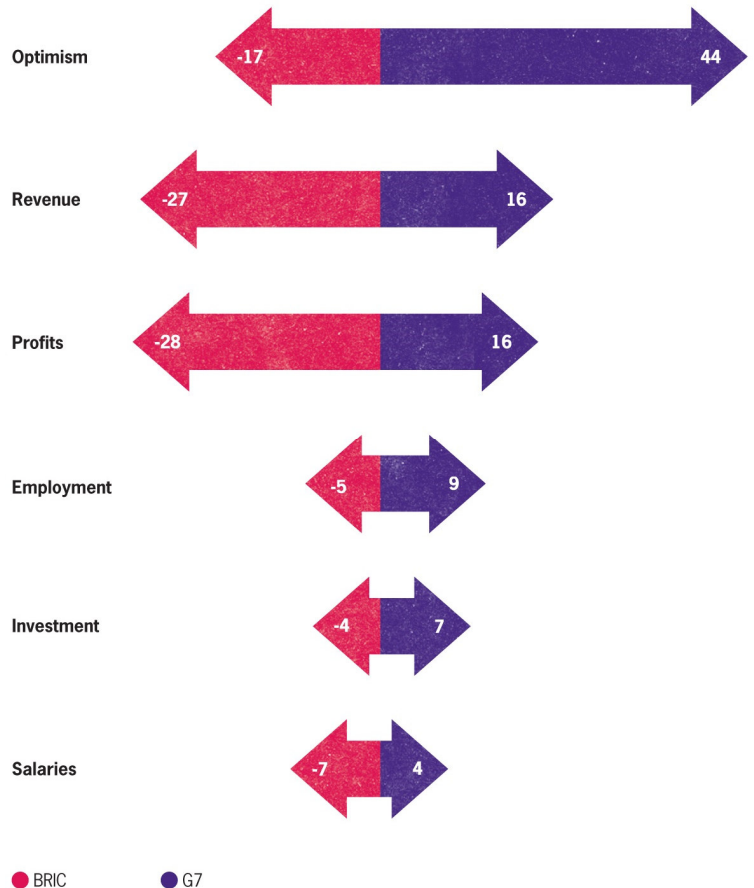 Optimism -17 44
Revenue -27 16
Profits -28 16
Employment -5 9
Investment -4 7
Salaries -7 4
BRIC G7